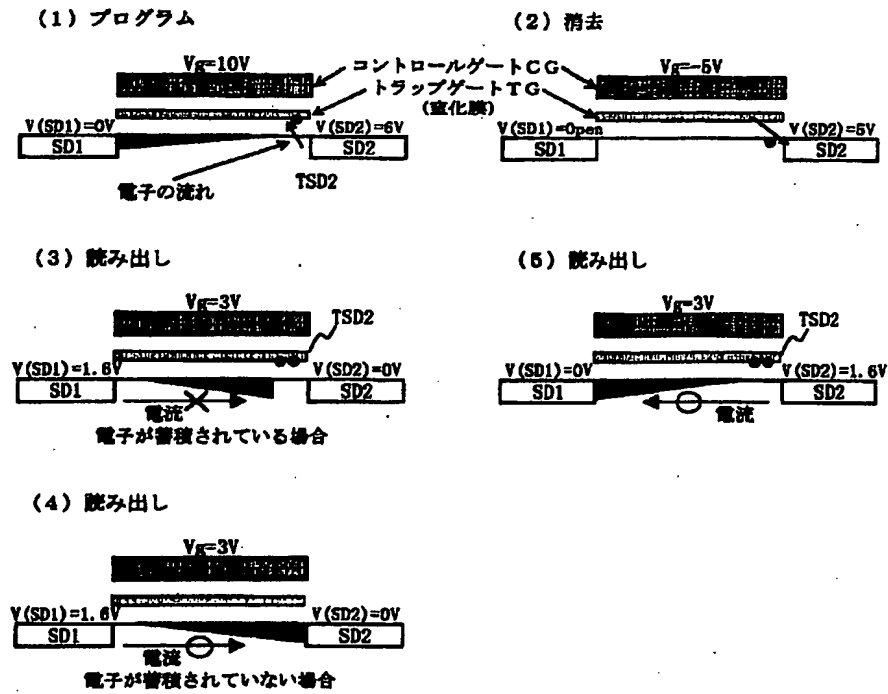 (1) プログラム
Vg=10V
コントロールゲートCG
トラップゲートTG
(窒化膜)
V(SD1)=0V
V(SD2)=6V
SD1
SD2
電子の流れ
TSD2
(2) 消去
Vg=-5V
V(SD1)=Open
V(SD2)=5V
SD1
SD2
(3) 読み出し
Vg=3V
TSD2
V(SD1)=1.6V
V(SD2)=0V
SD1
SD2
電流
電子が蓄積されている場合
(5) 読み出し
Vg=3V
TSD2
V(SD1)=0V
V(SD2)=1.6V
SD1
SD2
電流
(4) 読み出し
Vg=3V
V(SD1)=1.6V
V(SD2)=0V
SD1
SD2
電流
電子が蓄積されていない場合